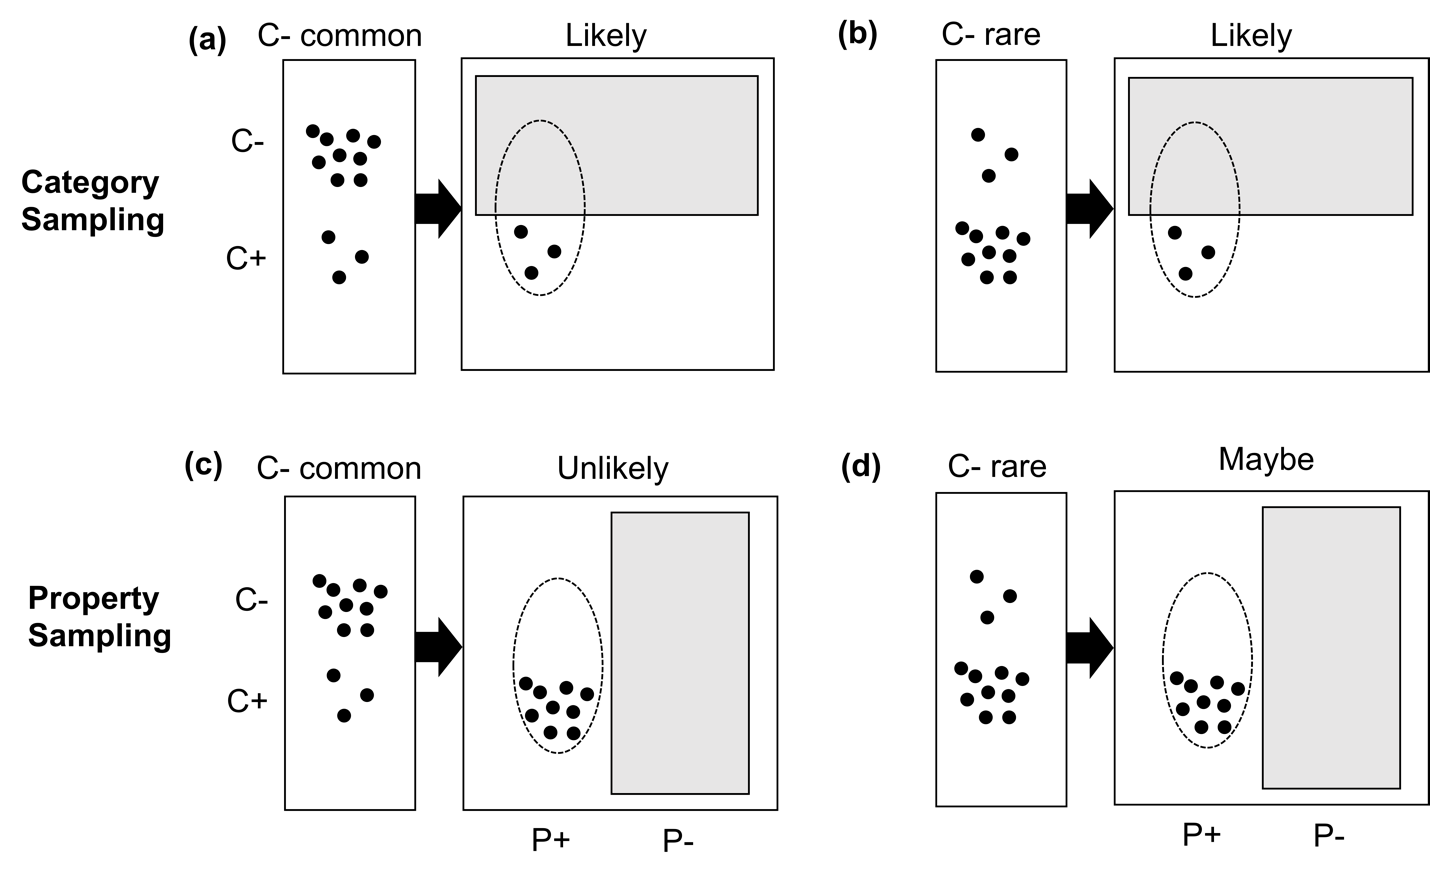 (a) C- common Likely
(b) C- rare Likely
C-
C+
Category
Sampling
(c) C- common Unlikely
(d) C- rare Maybe
C-
C+
Property
Sampling
P+ P-
P+ P-